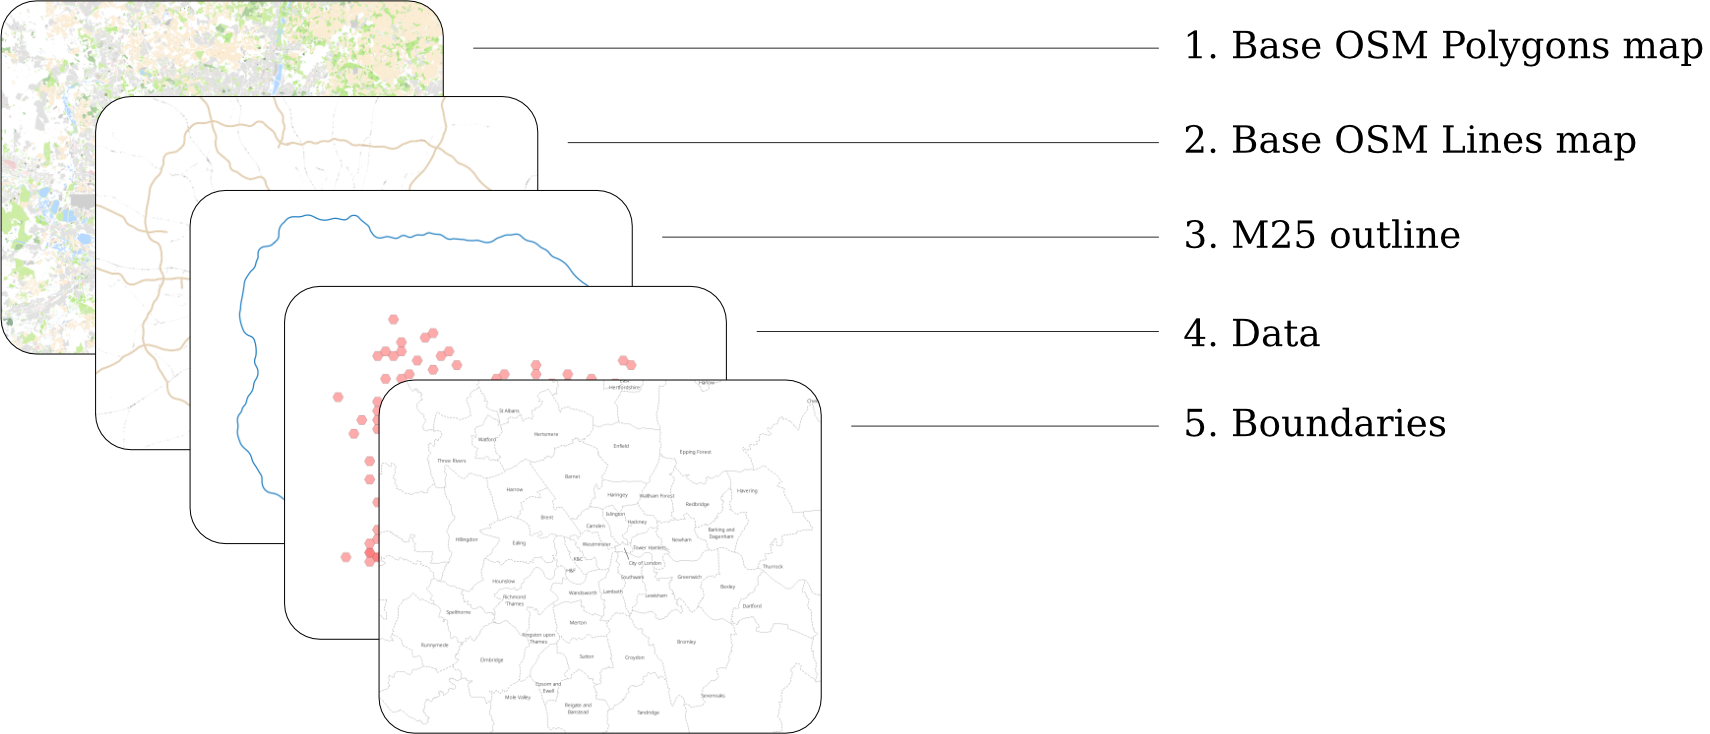 1. Base OSM Polygons map
2. Base OSM Lines map
3. M25 outline
4. Data
5. Boundaries
Hertfordshire
Harlow
St Albans
Watford
Hertsmere
Enfield
Epping Forest
Three Rivers
Barnet
Harrow
Haringey
Waltham Forest
Redbridge
Havering
Brent
Islington
Camden
Hackney
Barking and
Dagenham
Hillingdon
Ealing
Westminster
Tower Hamlets
Newham
K&C
City of London
H&F
Thurrock
Hounslow
Southwark
Greenwich
Bexley
Richmond
Thames
Wandsworth
Lambeth
Lewisham
Dartford
Spelthorne
Merton
Kingston upon
Thames
Bromley
Runnymede
Elmbridge
Sutton
Croydon
Epsom and
Ewell
Mole Valley
Sevenoaks
Reigate and
Banstead
Tandridge